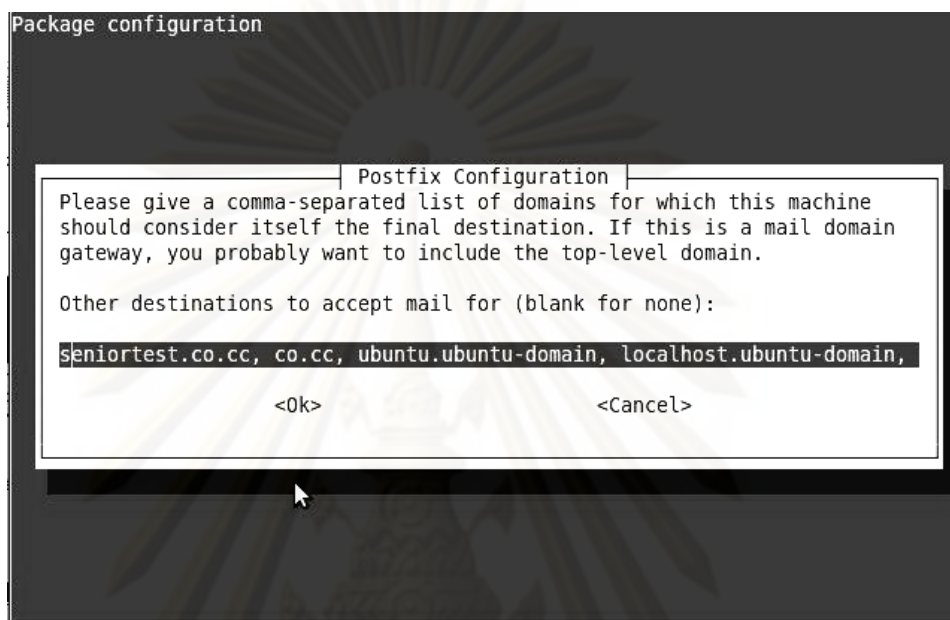 Package configuration
Postfix Configuration
Please give a comma-separated list of domains for which this machine
should consider itself the final destination. If this is a mail domain
gateway, you probably want to include the top-level domain.
Other destinations to accept mail for (blank for none):
seniortest.co.cc, co.cc, ubuntu.ubuntu-domain, localhost.ubuntu-domain,
<Ok> <Cancel>